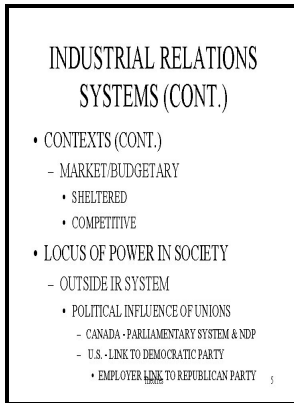 INDUSTRIAL RELATIONS
SYSTEMS (CONT.)
• CONTEXTS (CONT.)
– MARKET/BUDGETARY
• SHELTERED
• COMPETITIVE
• LOCUS OF POWER IN SOCIETY
– OUTSIDE IR SYSTEM
• POLITICAL INFLUENCE OF UNIONS
– CANADA - PARLIAMENTARY SYSTEM & NDP
– U.S. - LINK TO DEMOCRATIC PARTY
• EMPLOYER LINK TO REPUBLICAN PARTY
theories
5